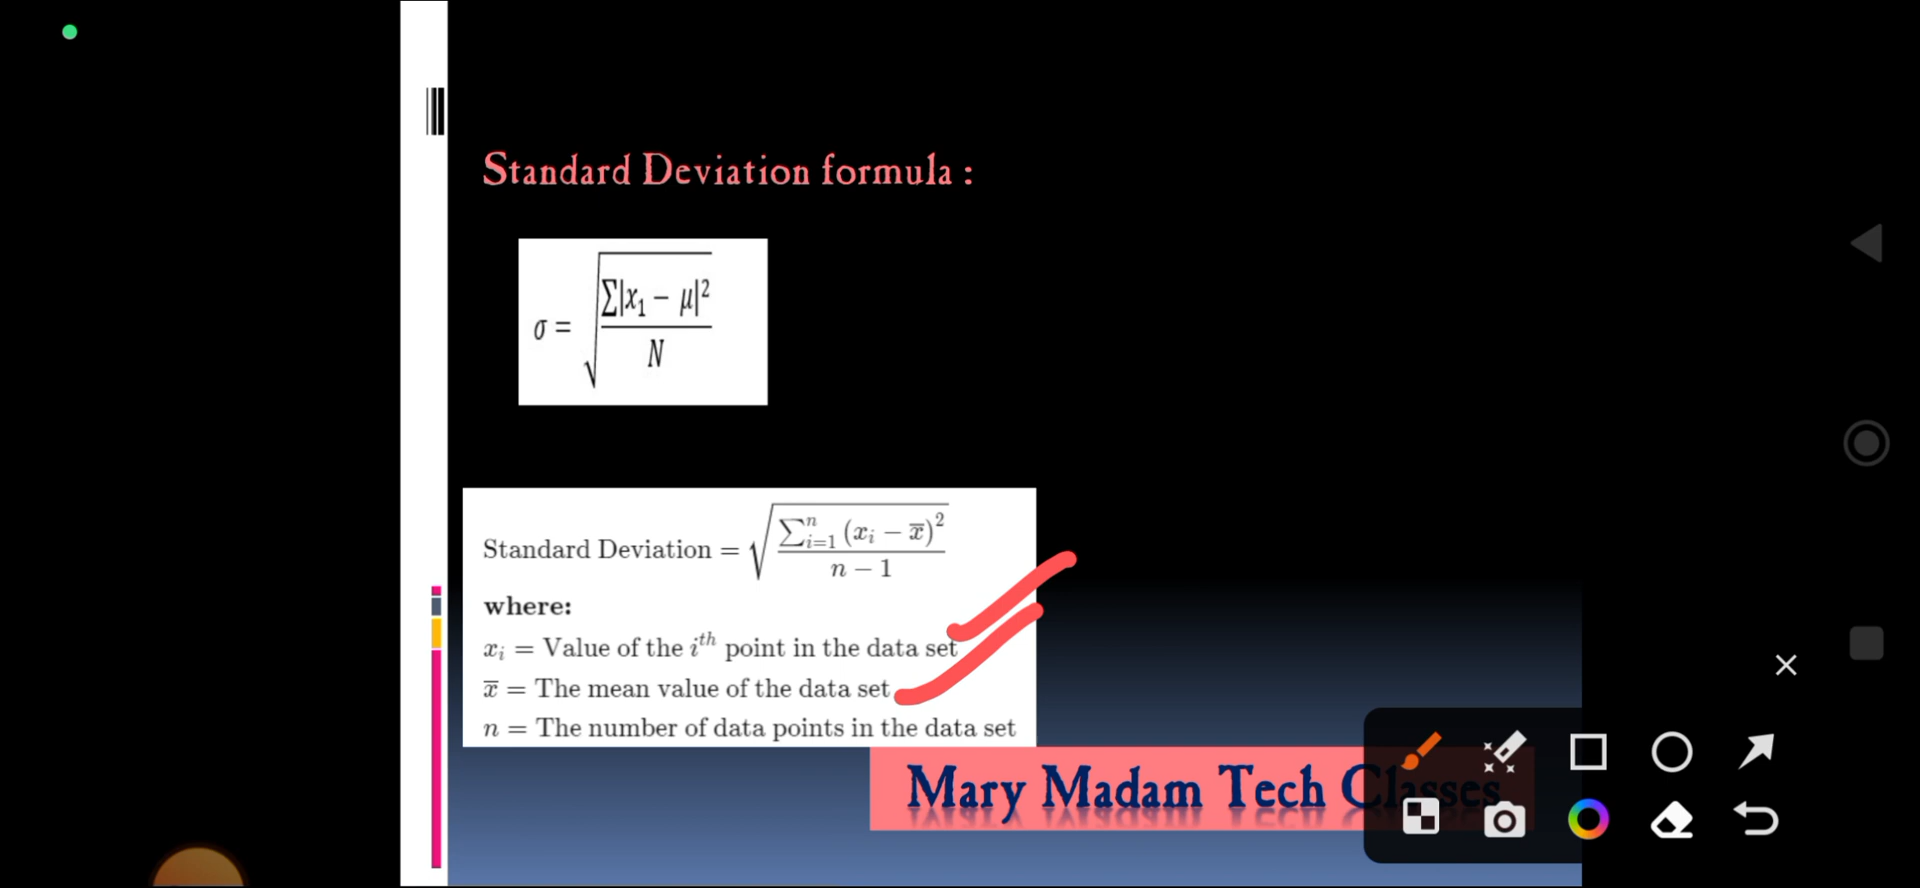 Standard Deviation formula :
σ = √(Σ|x₁ − μ|² / N)
Standard Deviation = √(∑ⁿᵢ₌₁ (xᵢ − x̅)² / n − 1)
where:
xᵢ = Value of the iᵗʰ point in the data set
x̅ = The mean value of the data set
n = The number of data points in the data set
Mary Madam Tech Classes